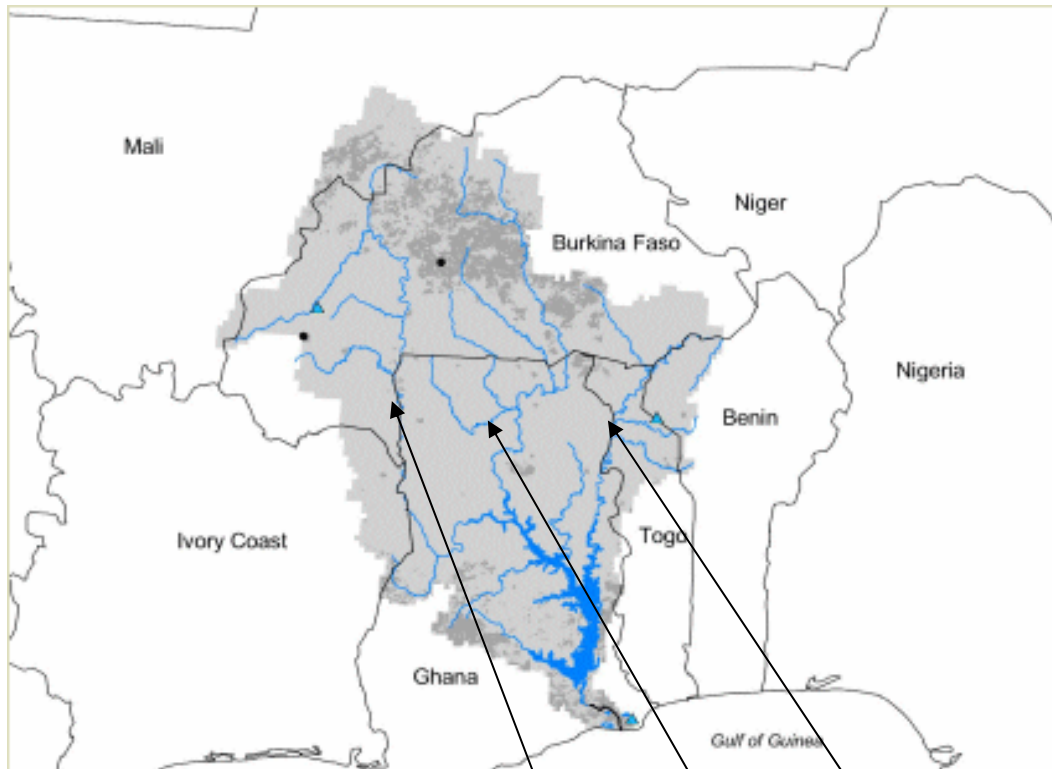 Mali
Niger
Burkina Faso
Nigeria
Benin
Ivory Coast
Togo
Ghana
Gulf of Guinea